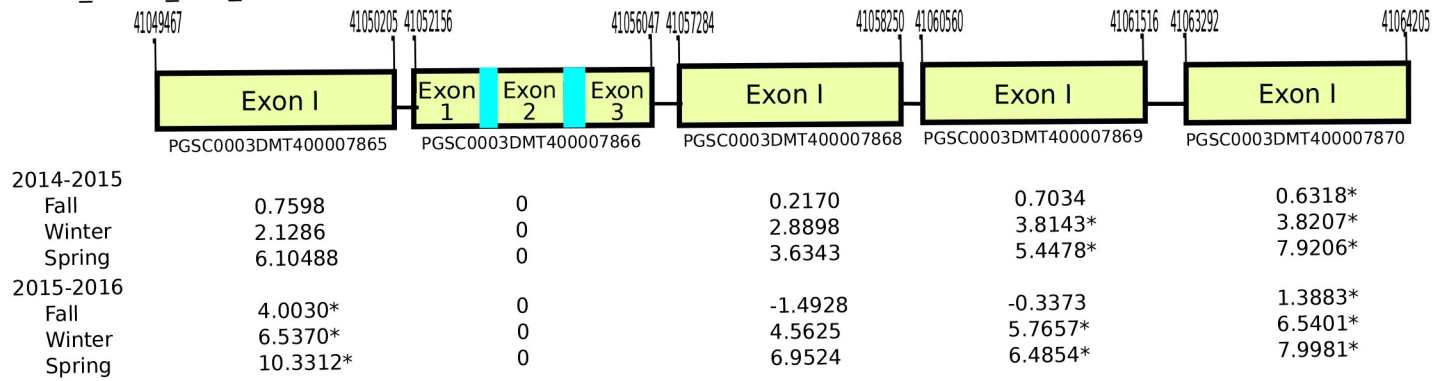 41049467 41050205 41052156 41056047 41057284 41058250 41060560 41061516 41063292 41064205
Exon I Exon 1 Exon 2 Exon 3 Exon I Exon I Exon I
PGSC0003DMT400007865 PGSC0003DMT400007866 PGSC0003DMT400007868 PGSC0003DMT400007869 PGSC0003DMT400007870
2014-2015
Fall 0.7598 0 0.2170 0.7034 0.6318*
Winter 2.1286 0 2.8898 3.8143* 3.8207*
Spring 6.10488 0 3.6343 5.4478* 7.9206*
2015-2016
Fall 4.0030* 0 -1.4928 -0.3373 1.3883*
Winter 6.5370* 0 4.5625 5.7657* 6.5401*
Spring 10.3312* 0 6.9524 6.4854* 7.9981*